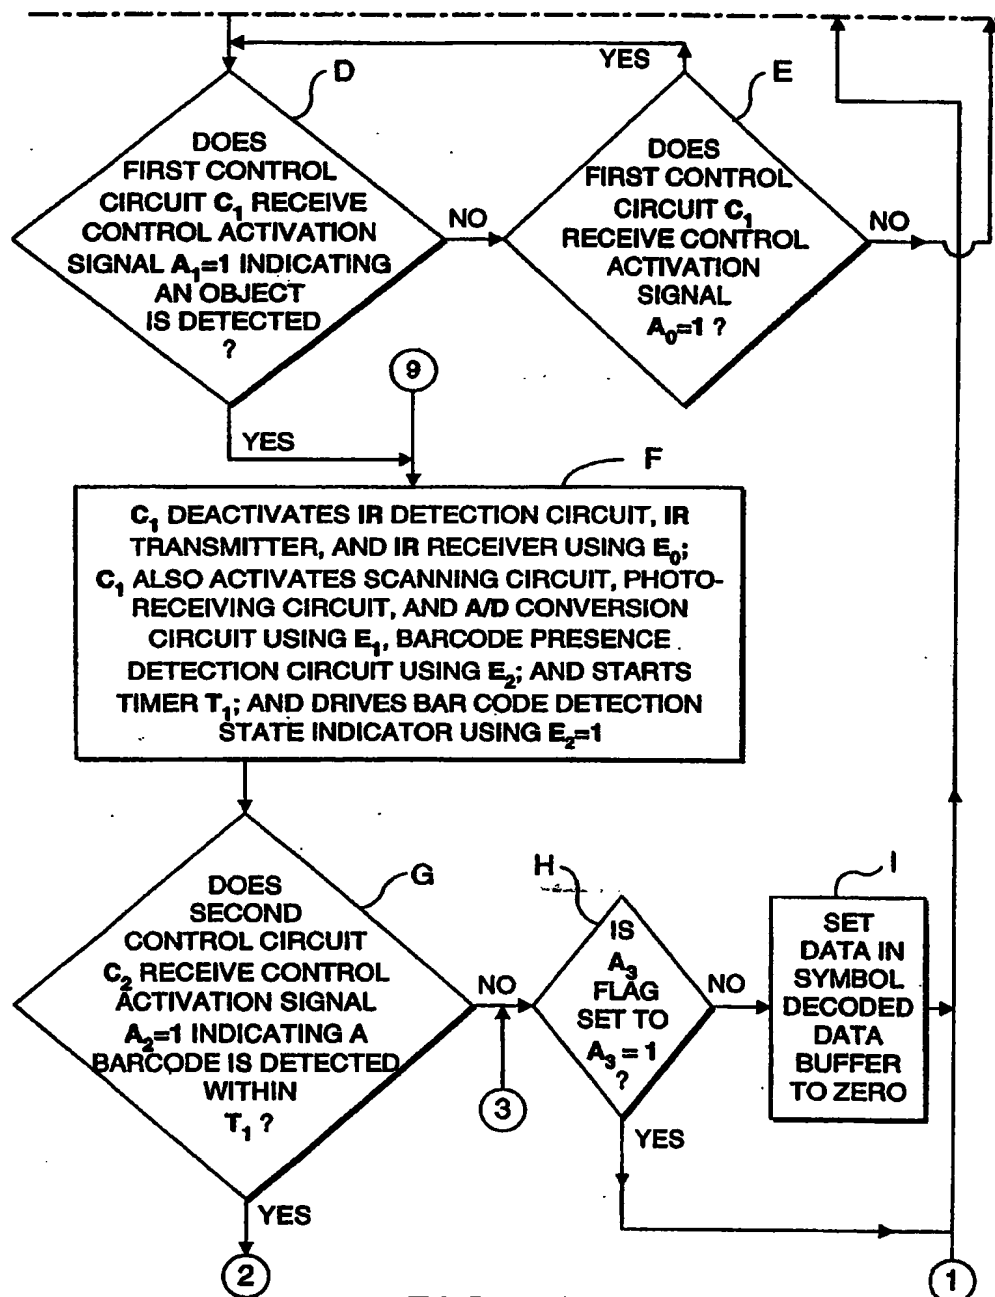 YES
D
E
DOES
FIRST CONTROL
CIRCUIT C₁ RECEIVE
CONTROL ACTIVATION
SIGNAL A₁=1 INDICATING
AN OBJECT
IS DETECTED
?
NO
DOES
FIRST CONTROL
CIRCUIT C₁
RECEIVE CONTROL
ACTIVATION
SIGNAL
A₀=1 ?
NO
9
YES
F
C₁ DEACTIVATES IR DETECTION CIRCUIT, IR
TRANSMITTER, AND IR RECEIVER USING E₀;
C₁ ALSO ACTIVATES SCANNING CIRCUIT, PHOTO-
RECEIVING CIRCUIT, AND A/D CONVERSION
CIRCUIT USING E₁, BARCODE PRESENCE
DETECTION CIRCUIT USING E₂; AND STARTS
TIMER T₁; AND DRIVES BAR CODE DETECTION
STATE INDICATOR USING E₂=1
G
DOES
SECOND
CONTROL CIRCUIT
C₂ RECEIVE CONTROL
ACTIVATION SIGNAL
A₂=1 INDICATING A
BARCODE IS DETECTED
WITHIN
T₁ ?
NO
3
H
IS
A₃
FLAG
SET TO
A₃ = 1
?
NO
I
SET
DATA IN
SYMBOL
DECODED
DATA
BUFFER
TO ZERO
YES
YES
2
1